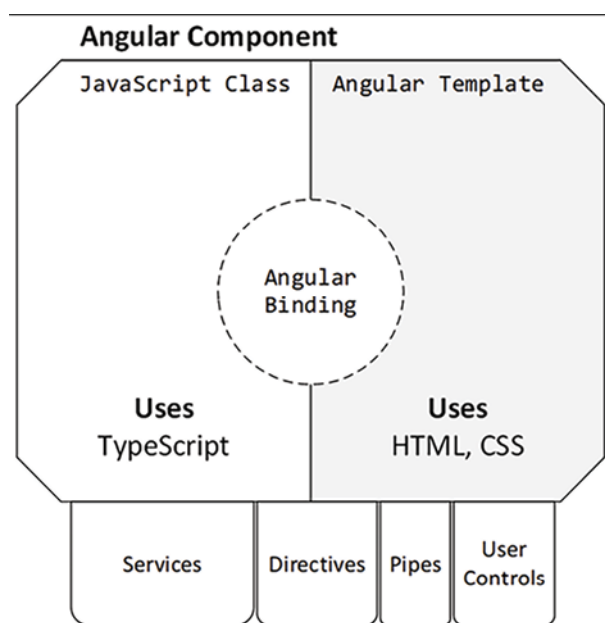 Angular Component
JavaScript Class
Angular Template
Angular
Binding
Uses
TypeScript
Uses
HTML, CSS
Services
Directives
Pipes
User
Controls